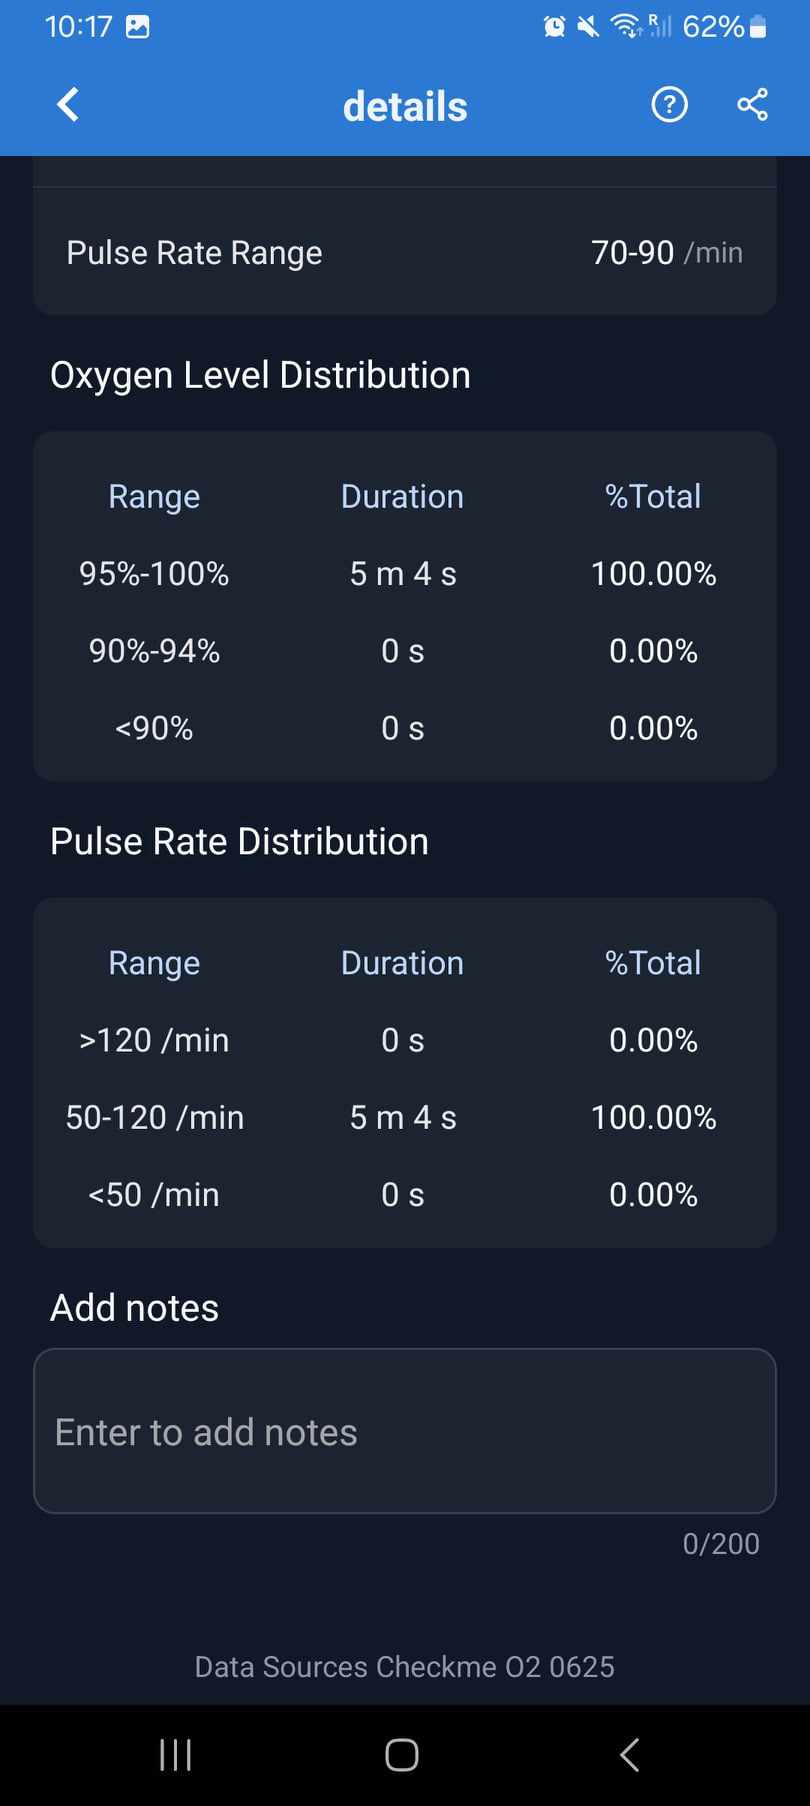 10:17 R 62%
details ?
Pulse Rate Range 70-90 /min
Oxygen Level Distribution
Range Duration %Total
95%-100% 5 m 4 s 100.00%
90%-94% 0 s 0.00%
<90% 0 s 0.00%
Pulse Rate Distribution
Range Duration %Total
>120 /min 0 s 0.00%
50-120 /min 5 m 4 s 100.00%
<50 /min 0 s 0.00%
Add notes
Enter to add notes
0/200
Data Sources Checkme O2 0625